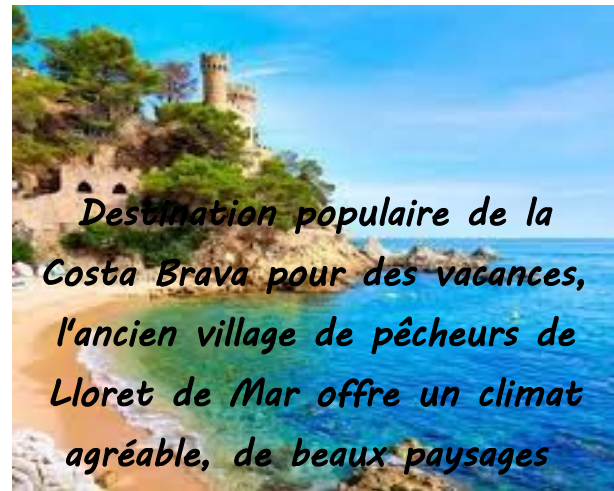 Destination populaire de la
Costa Brava pour des vacances,
l'ancien village de pêcheurs de
Lloret de Mar offre un climat
agréable, de beaux paysages